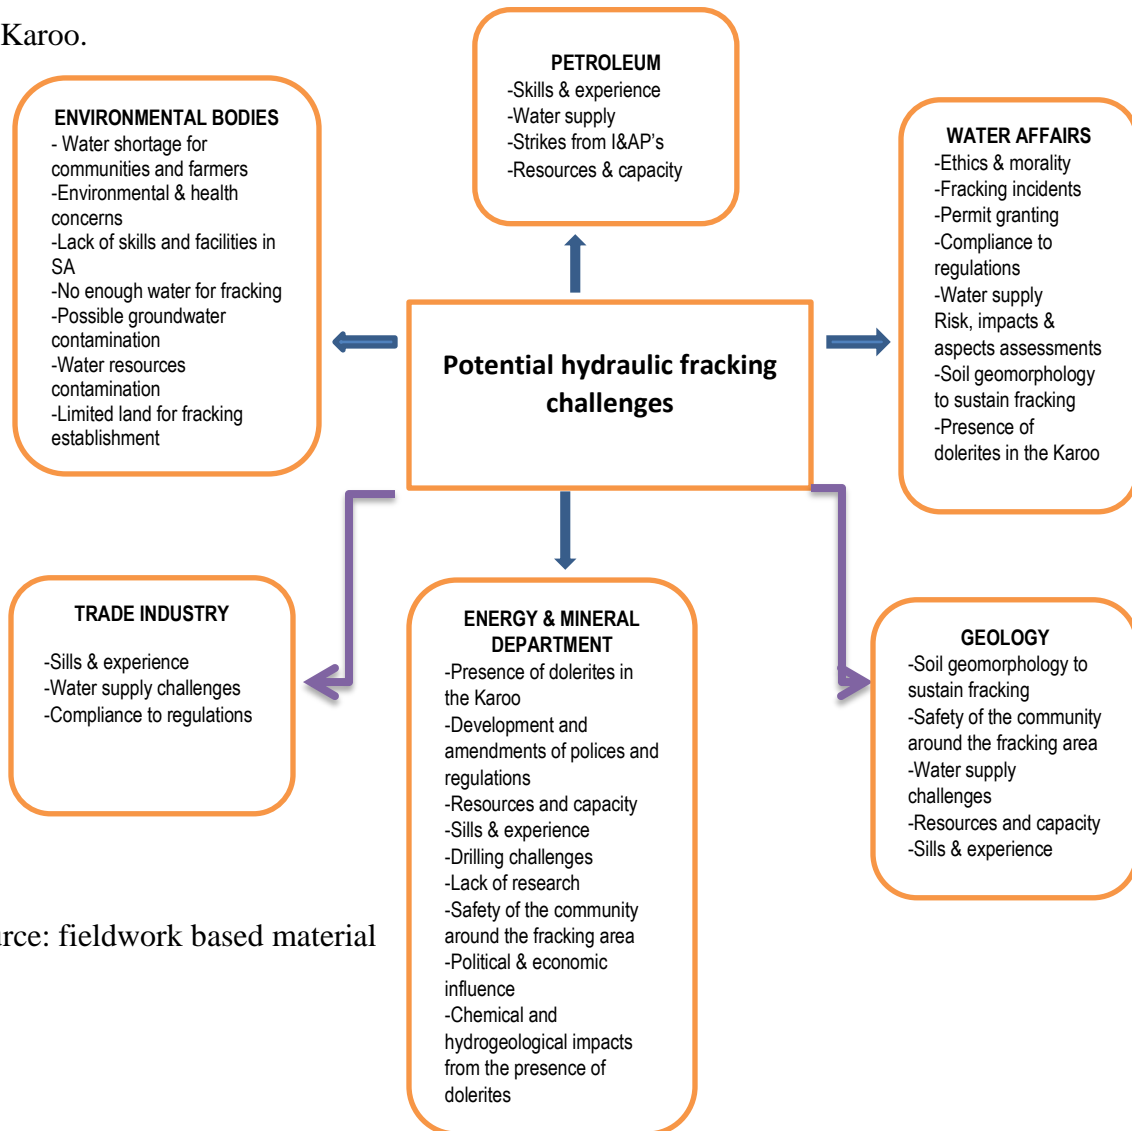 Karoo.
PETROLEUM
-Skills & experience
-Water supply
-Strikes from I&AP's
-Resources & capacity
ENVIRONMENTAL BODIES
- Water shortage for
communities and farmers
-Environmental & health
concerns
-Lack of skills and facilities in
SA
-No enough water for fracking
-Possible groundwater
contamination
-Water resources
contamination
-Limited land for fracking
establishment
WATER AFFAIRS
-Ethics & morality
-Fracking incidents
-Permit granting
-Compliance to
regulations
-Water supply
Risk, impacts &
aspects assessments
-Soil geomorphology
to sustain fracking
-Presence of
dolerites in the Karoo
Potential hydraulic fracking
challenges
TRADE INDUSTRY
-Sills & experience
-Water supply challenges
-Compliance to regulations
ENERGY & MINERAL
DEPARTMENT
-Presence of dolerites in
the Karoo
-Development and
amendments of polices and
regulations
-Resources and capacity
-Sills & experience
-Drilling challenges
-Lack of research
-Safety of the community
around the fracking area
-Political & economic
influence
-Chemical and
hydrogeological impacts
from the presence of
dolerites
GEOLOGY
-Soil geomorphology to
sustain fracking
-Safety of the community
around the fracking area
-Water supply
challenges
-Resources and capacity
-Sills & experience
urce: fieldwork based material